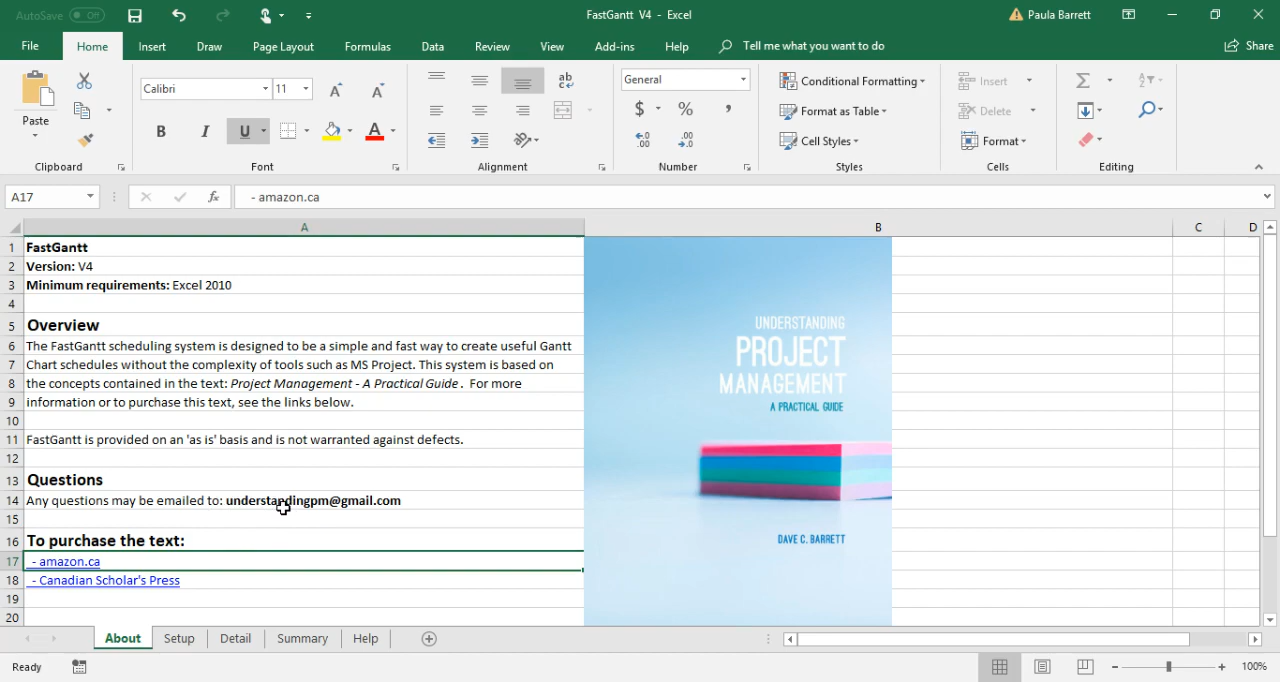 AutoSave Off
FastGantt V4 - Excel
Paula Barrett
File Home Insert Draw Page Layout Formulas Data Review View Add-ins Help Tell me what you want to do Share
Paste
Clipboard
Calibri 11
A A
B I U A
Font
ab
Alignment
General
$ % ,
Number
Conditional Formatting
Format as Table
Cell Styles
Styles
Insert
Delete
Format
Cells
Editing
A17 fx - amazon.ca
A B C D
1 FastGantt
2 Version: V4
3 Minimum requirements: Excel 2010
4
5 Overview
6 The FastGantt scheduling system is designed to be a simple and fast way to create useful Gantt
7 Chart schedules without the complexity of tools such as MS Project. This system is based on
8 the concepts contained in the text: Project Management - A Practical Guide. For more
9 information or to purchase this text, see the links below.
10
11 FastGantt is provided on an 'as is' basis and is not warranted against defects.
12
13 Questions
14 Any questions may be emailed to: understandingpm@gmail.com
15
16 To purchase the text:
17 - amazon.ca
18 - Canadian Scholar's Press
19
20
UNDERSTANDING
PROJECT
MANAGEMENT
A PRACTICAL GUIDE
DAVE C. BARRETT
About Setup Detail Summary Help
Ready
100%